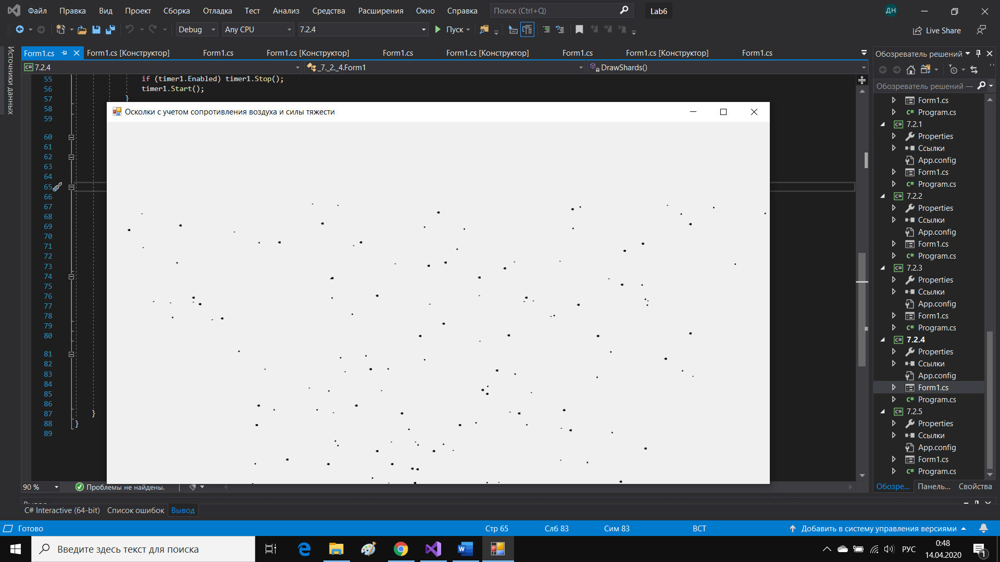 Файл Правка Вид Проект Сборка Отладка Тест Анализ Средства Расширения Окно Справка Поиск (Ctrl+Q) Lab6 ДН
Debug Any CPU 7.2.4 Пуск Live Share
Источники данных
Form1.cs Form1.cs [Конструктор] Form1.cs Form1.cs [Конструктор] Form1.cs Form1.cs [Конструктор] Form1.cs Form1.cs [Конструктор] Form1.cs
7.2.4 _7._2._4.Form1 DrawShards()
55 if (timer1.Enabled) timer1.Stop();
56 timer1.Start();
57 }
58
59
60
61
62
63
64
65
66
67
68
69
70
71
72
73
74
75
76
77
78
79
80
81
82
83
84
85
86
87 }
88 }
89
Осколки с учетом сопротивления воздуха и силы тяжести
90 % Проблемы не найдены.
Обозреватель решений
Обозреватель решений —
Form1.cs
Program.cs
7.2.1
Properties
Ссылки
App.config
Form1.cs
Program.cs
7.2.2
Properties
Ссылки
App.config
Form1.cs
Program.cs
7.2.3
Properties
Ссылки
App.config
Form1.cs
Program.cs
7.2.4
Properties
Ссылки
App.config
Form1.cs
Program.cs
7.2.5
Properties
Ссылки
App.config
Form1.cs
Program.cs
Обозре... Панель... Свойства
Вывод
C# Interactive (64-bit) Список ошибок Вывод
Готово Стр 65 Слб 83 Сим 83 ВСТ Добавить в систему управления версиями
Введите здесь текст для поиска
РУС
0:48
14.04.2020
1